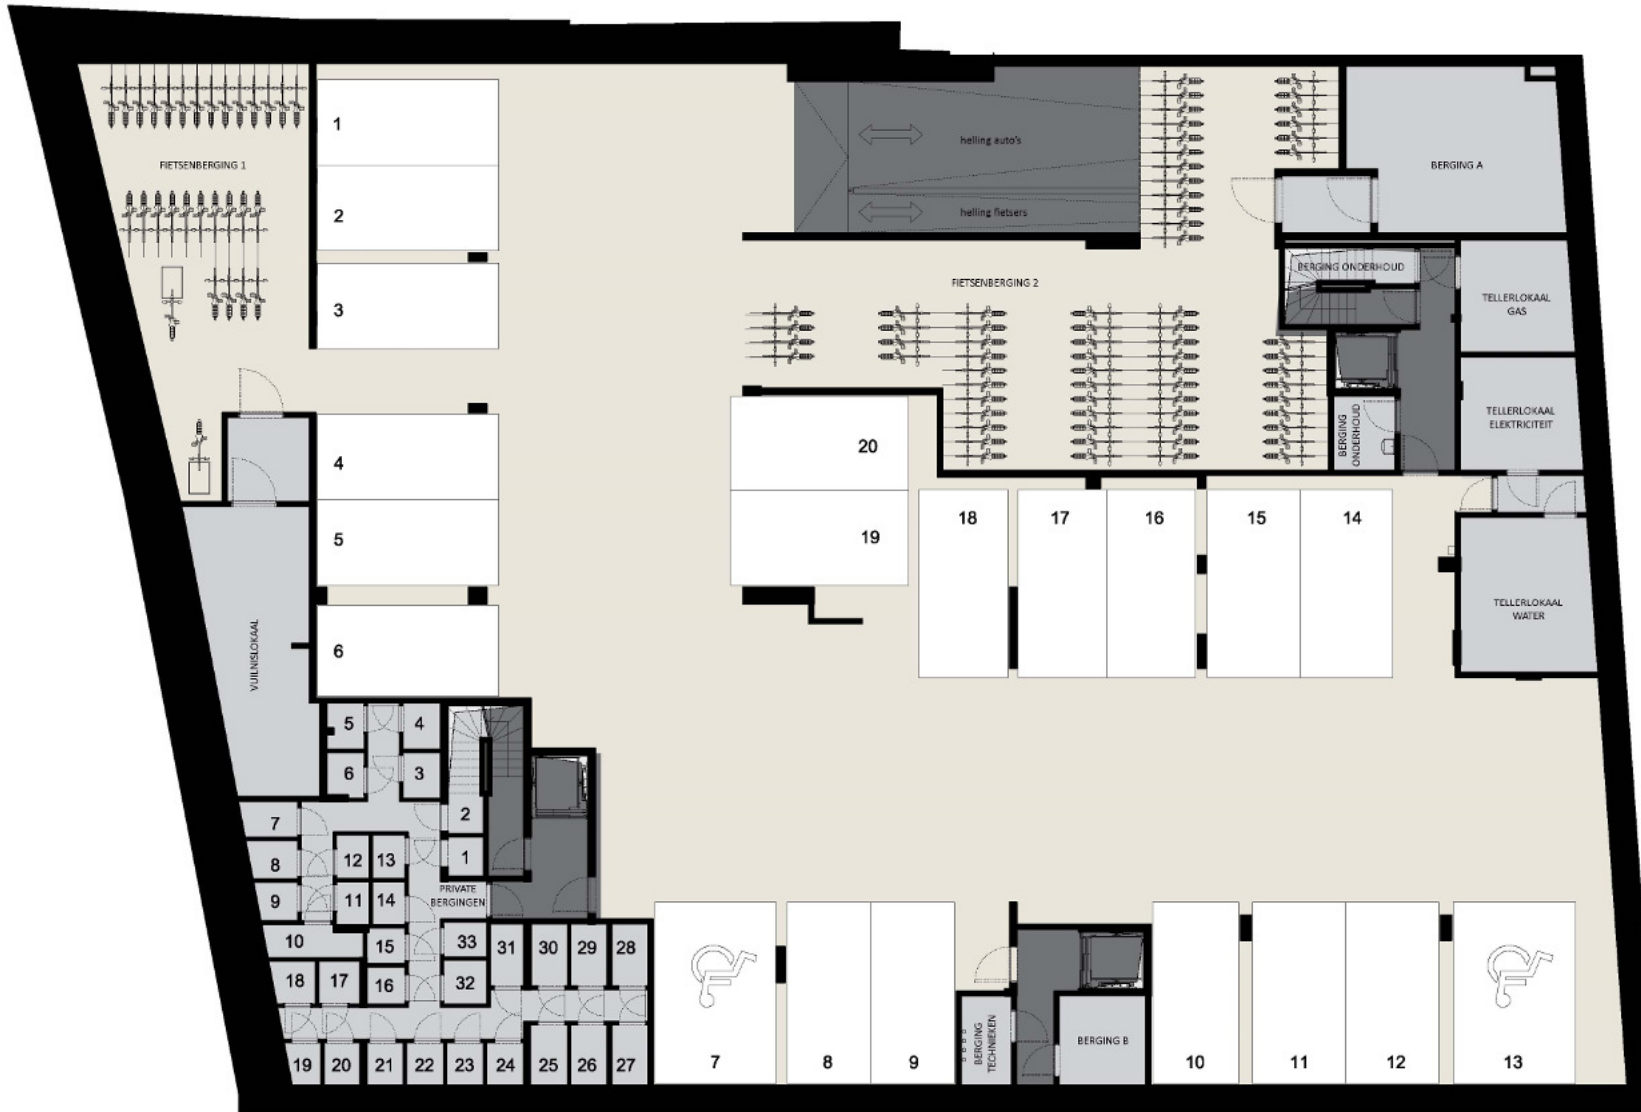 FIETSENBERGING 1
1
2
3
4
5
6
helling auto's
helling fietsers
BERGING A
FIETSENBERGING 2
BERGING ONDERHOUD
TELLERLOKAAL
GAS
TELLERLOKAAL
ELEKTRICITEIT
BERGING
ONDERHOUD
20
19
18
17
16
15
14
TELLERLOKAAL
WATER
VUILNISLOKAAL
5
4
6
3
7
2
8
12
13
1
9
11
14
PRIVATE
BERGINGEN
10
15
33
31
30
29
28
18
17
16
32
19
20
21
22
23
24
25
26
27
7
8
9
BERGING
TECHNIEKEN
BERGING B
10
11
12
13